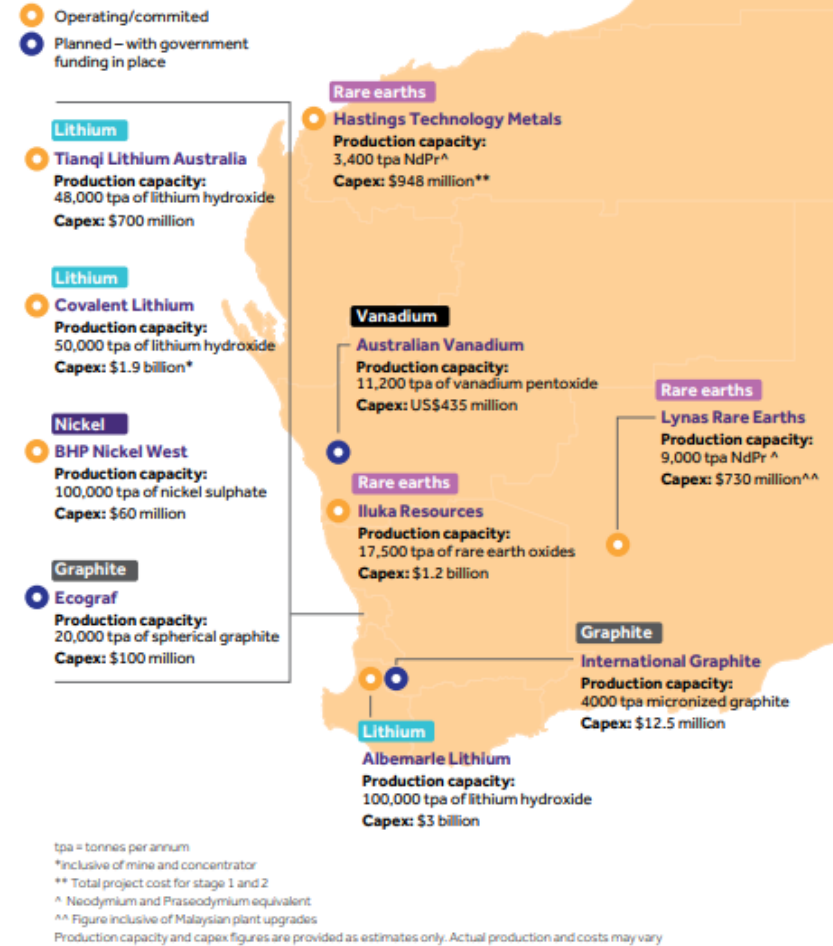 Operating/commited
Planned – with government
funding in place
Lithium
Tianqi Lithium Australia
Production capacity:
48,000 tpa of lithium hydroxide
Capex: $700 million
Lithium
Covalent Lithium
Production capacity:
50,000 tpa of lithium hydroxide
Capex: $1.9 billion*
Nickel
BHP Nickel West
Production capacity:
100,000 tpa of nickel sulphate
Capex: $60 million
Graphite
Ecograf
Production capacity:
20,000 tpa of spherical graphite
Capex: $100 million
Rare earths
Hastings Technology Metals
Production capacity:
3,400 tpa NdPr^
Capex: $948 million**
Vanadium
Australian Vanadium
Production capacity:
11,200 tpa of vanadium pentoxide
Capex: US$435 million
Rare earths
Iluka Resources
Production capacity:
17,500 tpa of rare earth oxides
Capex: $1.2 billion
Rare earths
Lynas Rare Earths
Production capacity:
9,000 tpa NdPr ^
Capex: $730 million^^
Graphite
International Graphite
Production capacity:
4000 tpa micronized graphite
Capex: $12.5 million
Lithium
Albemarle Lithium
Production capacity:
100,000 tpa of lithium hydroxide
Capex: $3 billion
tpa = tonnes per annum
*inclusive of mine and concentrator
** Total project cost for stage 1 and 2
^ Neodymium and Praseodymium equivalent
^^ Figure inclusive of Malaysian plant upgrades
Production capacity and capex figures are provided as estimates only. Actual production and costs may vary